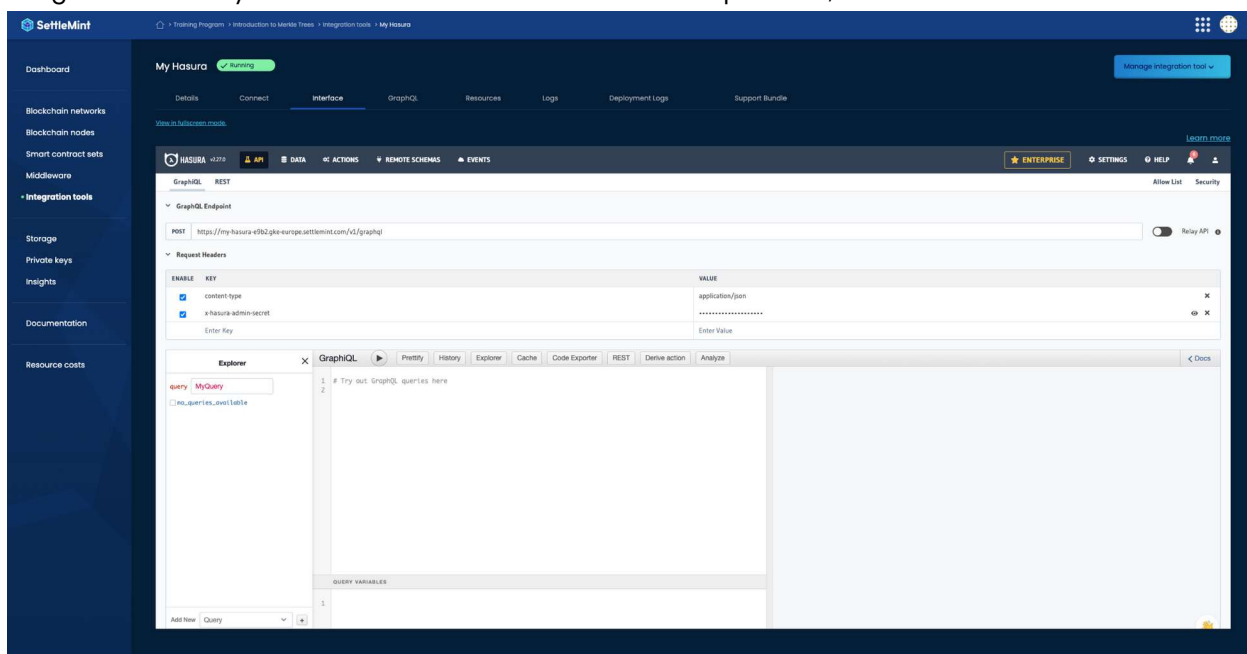 SettleMint
> Training Program > Introduction to Merkle Trees > Integration tools > My Hasura
Dashboard
Blockchain networks
Blockchain nodes
Smart contract sets
Middleware
Integration tools
Storage
Private keys
Insights
Documentation
Resource costs
My Hasura Running
Manage integration tool
Details Connect Interface GraphQL Resources Logs Deployment Logs Support Bundle
View in fullscreen mode.
Learn more
HASURA v2.27.0 API DATA ACTIONS REMOTE SCHEMAS EVENTS ENTERPRISE SETTINGS HELP
GraphiQL REST Allow List Security
GraphQL Endpoint
POST https://my-hasura-e9b2.gke-europe.settlemint.com/v1/graphql Relay API
Request Headers
ENABLE KEY VALUE
content-type application/json
x-hasura-admin-secret •••••••••••••••••••
Enter Key Enter Value
Explorer
GraphiQL Prettify History Explorer Cache Code Exporter REST Derive action Analyze < Docs
query MyQuery
no_queries_available
1 # Try out GraphQL queries here
2
QUERY VARIABLES
1
Add New Query +